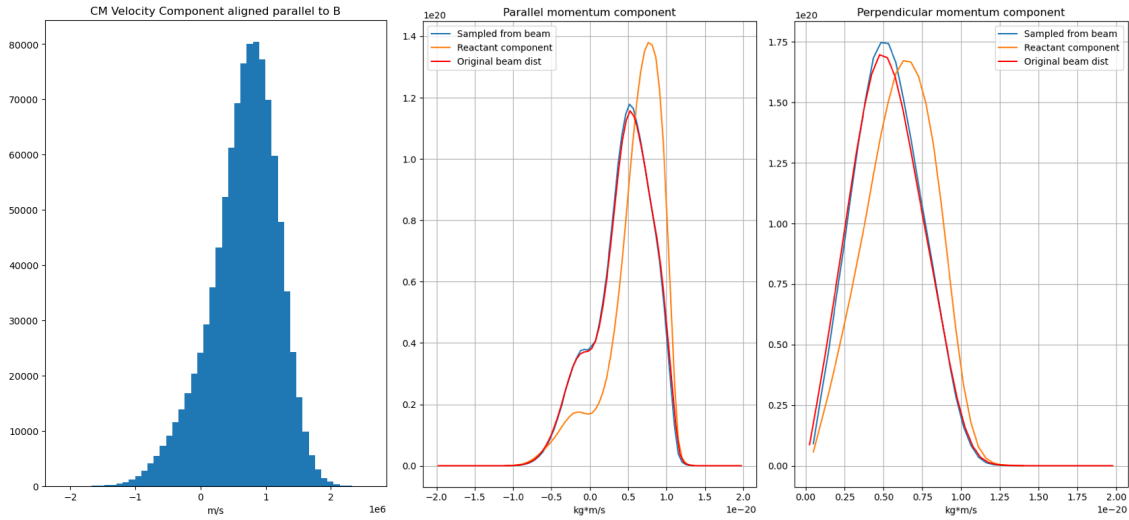 CM Velocity Component aligned parallel to B
80000
70000
60000
50000
40000
30000
20000
10000
0
−2
−1
0
1
2
m/s
1e6
1e20
Parallel momentum component
Sampled from beam
Reactant component
Original beam dist
1.4
1.2
1.0
0.8
0.6
0.4
0.2
0.0
−2.0
−1.5
−1.0
−0.5
0.0
0.5
1.0
1.5
2.0
kg*m/s
1e−20
1e20
Perpendicular momentum component
Sampled from beam
Reactant component
Original beam dist
1.75
1.50
1.25
1.00
0.75
0.50
0.25
0.00
0.00
0.25
0.50
0.75
1.00
1.25
1.50
1.75
2.00
kg*m/s
1e−20